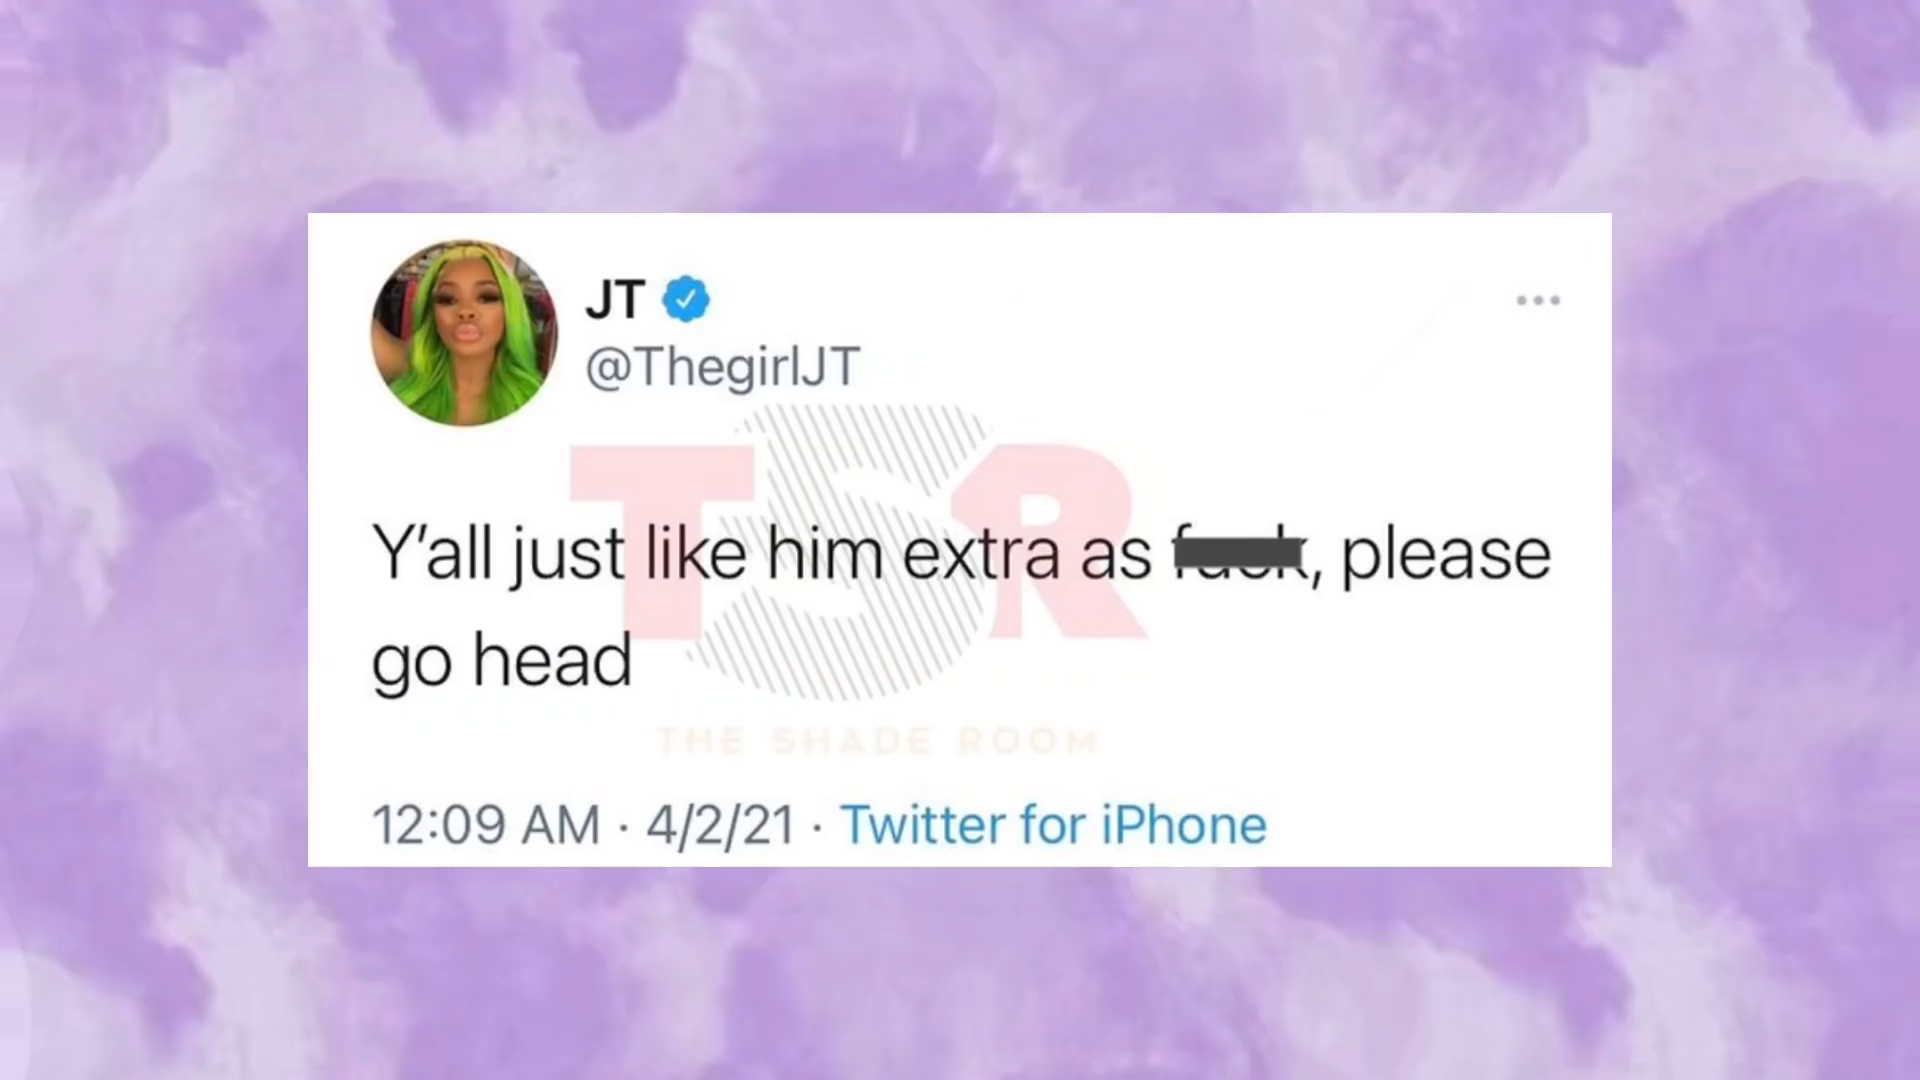 JT
@ThegirlJT
TSR
Y'all just like him extra as fuck, please
go head
THE SHADE ROOM
12:09 AM · 4/2/21 · Twitter for iPhone